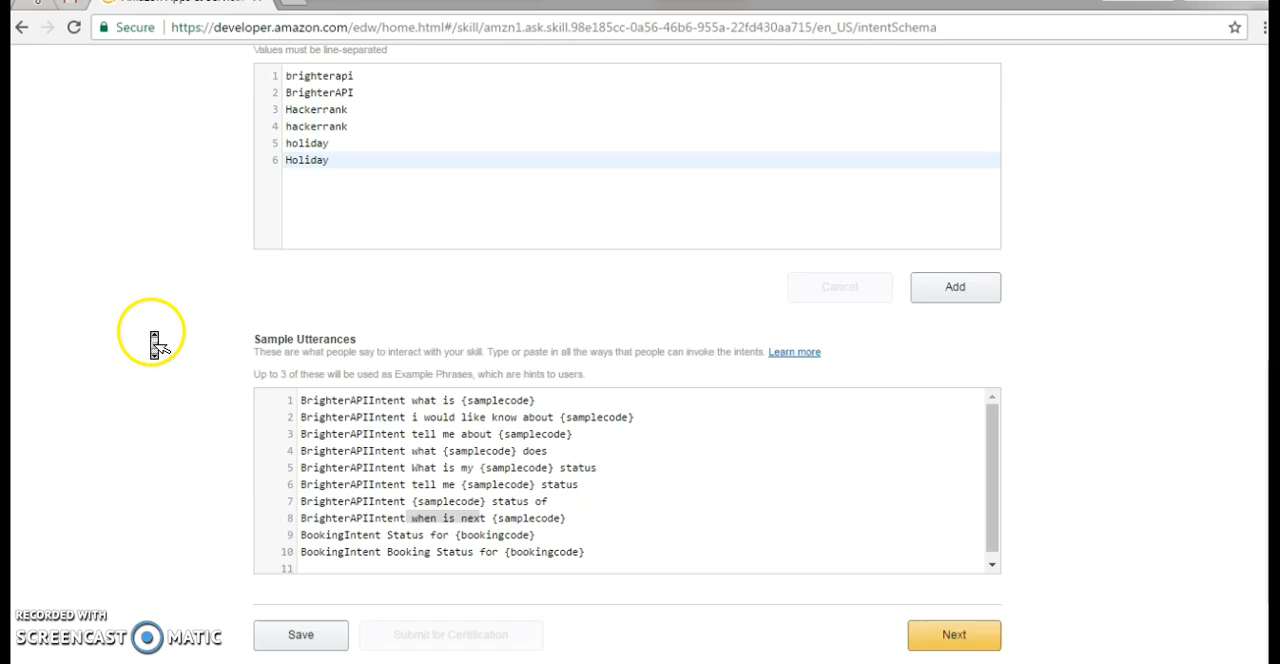 Secure https://developer.amazon.com/edw/home.html#/skill/amzn1.ask.skill.98e185cc-0a56-46b6-955a-22fd430aa715/en_US/intentSchema
Values must be line-separated
1 brighterapi
2 BrighterAPI
3 Hackerrank
4 hackerrank
5 holiday
6 Holiday
Cancel Add
Sample Utterances
These are what people say to interact with your skill. Type or paste in all the ways that people can invoke the intents. Learn more
Up to 3 of these will be used as Example Phrases, which are hints to users.
1 BrighterAPIIntent what is {samplecode}
2 BrighterAPIIntent i would like know about {samplecode}
3 BrighterAPIIntent tell me about {samplecode}
4 BrighterAPIIntent what {samplecode} does
5 BrighterAPIIntent What is my {samplecode} status
6 BrighterAPIIntent tell me {samplecode} status
7 BrighterAPIIntent {samplecode} status of
8 BrighterAPIIntent when is next {samplecode}
9 BookingIntent Status for {bookingcode}
10 BookingIntent Booking Status for {bookingcode}
11
Save Submit for Certification Next
RECORDED WITH
SCREENCAST MATIC